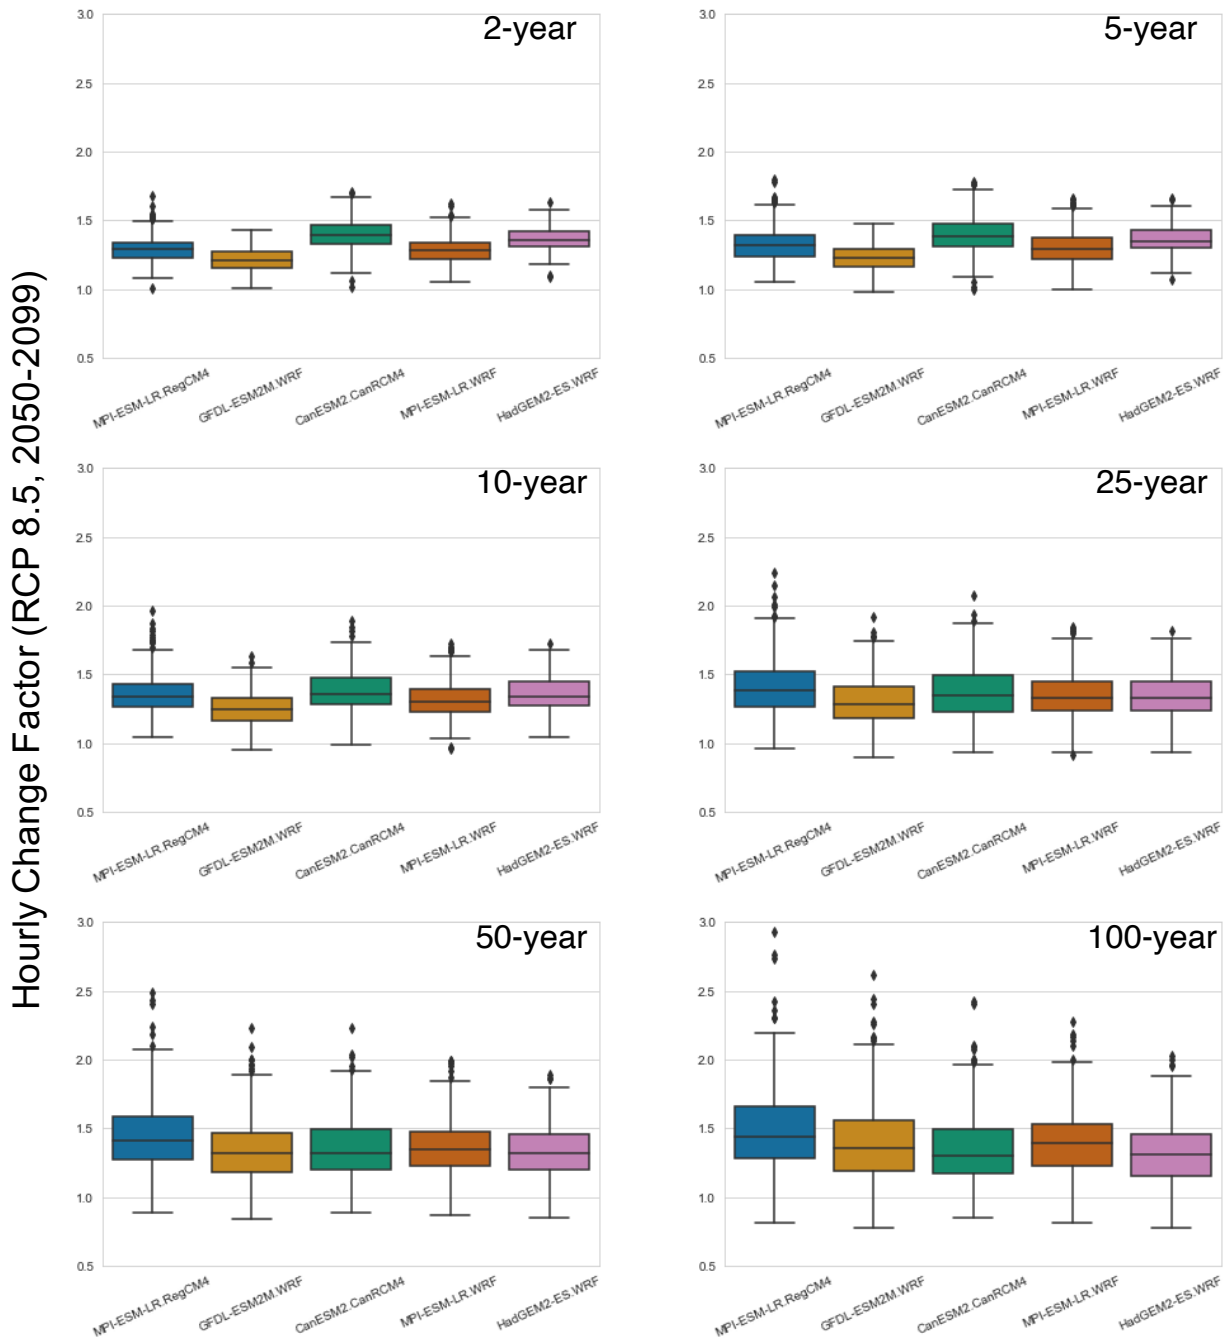 Hourly Change Factor (RCP 8.5, 2050-2099)
2-year
3.0
2.5
2.0
1.5
1.0
0.5
MPI-ESM-LR.RegCM4
GFDL-ESM2M.WRF
CanESM2.CanRCM4
MPI-ESM-LR.WRF
HadGEM2-ES.WRF
5-year
3.0
2.5
2.0
1.5
1.0
0.5
MPI-ESM-LR.RegCM4
GFDL-ESM2M.WRF
CanESM2.CanRCM4
MPI-ESM-LR.WRF
HadGEM2-ES.WRF
10-year
3.0
2.5
2.0
1.5
1.0
0.5
MPI-ESM-LR.RegCM4
GFDL-ESM2M.WRF
CanESM2.CanRCM4
MPI-ESM-LR.WRF
HadGEM2-ES.WRF
25-year
3.0
2.5
2.0
1.5
1.0
0.5
MPI-ESM-LR.RegCM4
GFDL-ESM2M.WRF
CanESM2.CanRCM4
MPI-ESM-LR.WRF
HadGEM2-ES.WRF
50-year
3.0
2.5
2.0
1.5
1.0
0.5
MPI-ESM-LR.RegCM4
GFDL-ESM2M.WRF
CanESM2.CanRCM4
MPI-ESM-LR.WRF
HadGEM2-ES.WRF
100-year
3.0
2.5
2.0
1.5
1.0
0.5
MPI-ESM-LR.RegCM4
GFDL-ESM2M.WRF
CanESM2.CanRCM4
MPI-ESM-LR.WRF
HadGEM2-ES.WRF